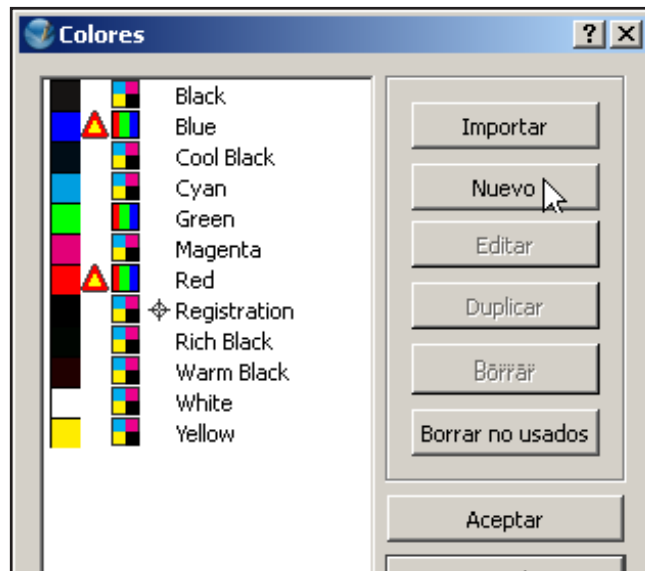 Colores
Black
Blue
Cool Black
Cyan
Green
Magenta
Red
Registration
Rich Black
Warm Black
White
Yellow
Importar
Nuevo
Editar
Duplicar
Borrar
Borrar no usados
Aceptar